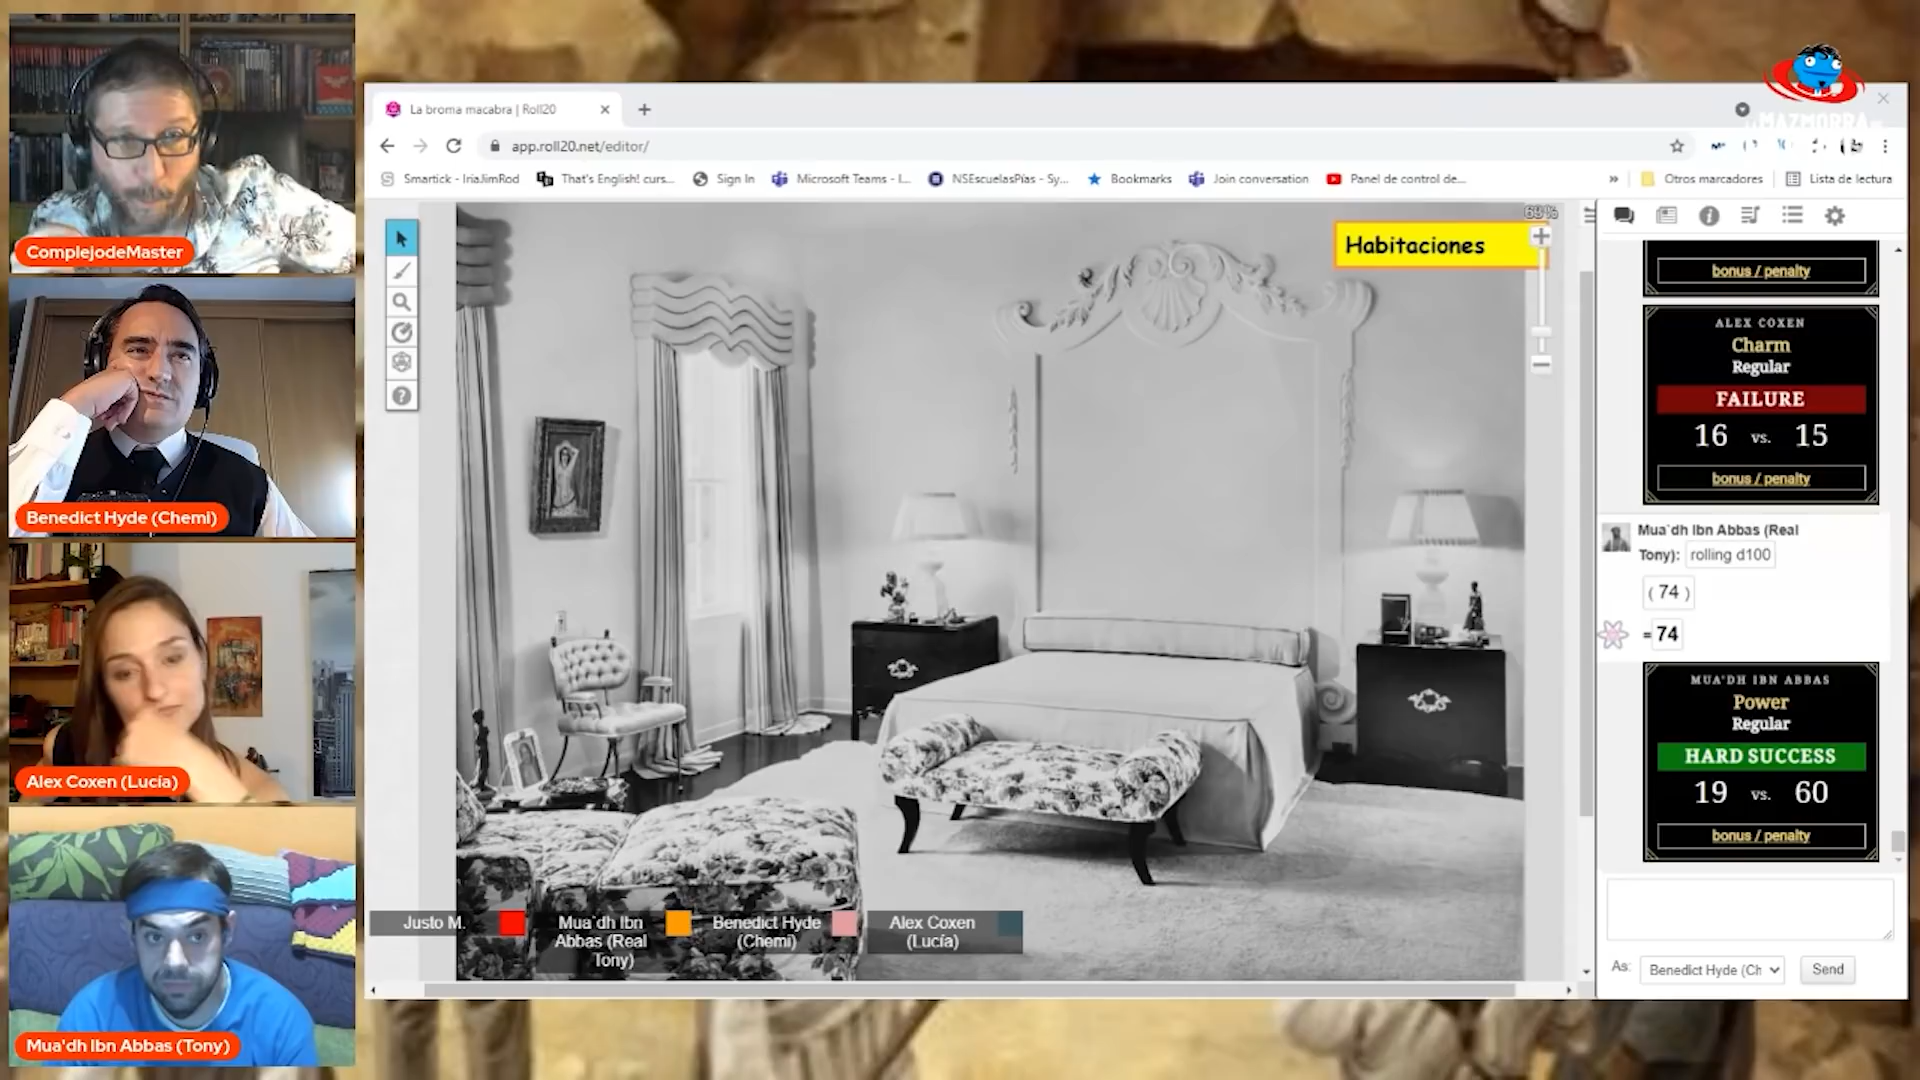 ComplejodeMaster
Benedict Hyde (Chemi)
Alex Coxen (Lucía)
Mua'dh Ibn Abbas (Tony)
MAZMORRA
La broma macabra | Roll20
app.roll20.net/editor/
Smartick - IriaJimRod
That's English! curs...
Sign In
Microsoft Teams - I...
NSEscuelasPías - Sy...
Bookmarks
Join conversation
Panel de control de...
»
Otros marcadores
Lista de lectura
Habitaciones
bonus / penalty
ALEX COXEN
Charm
Regular
FAILURE
16 vs. 15
bonus / penalty
Mua`dh Ibn Abbas (Real
Tony): rolling d100
( 74 )
= 74
MUA'DH IBN ABBAS
Power
Regular
HARD SUCCESS
19 vs. 60
bonus / penalty
As: Benedict Hyde (Ch
Send
Justo M.
Mua`dh Ibn
Abbas (Real
Tony)
Benedict Hyde
(Chemi)
Alex Coxen
(Lucía)